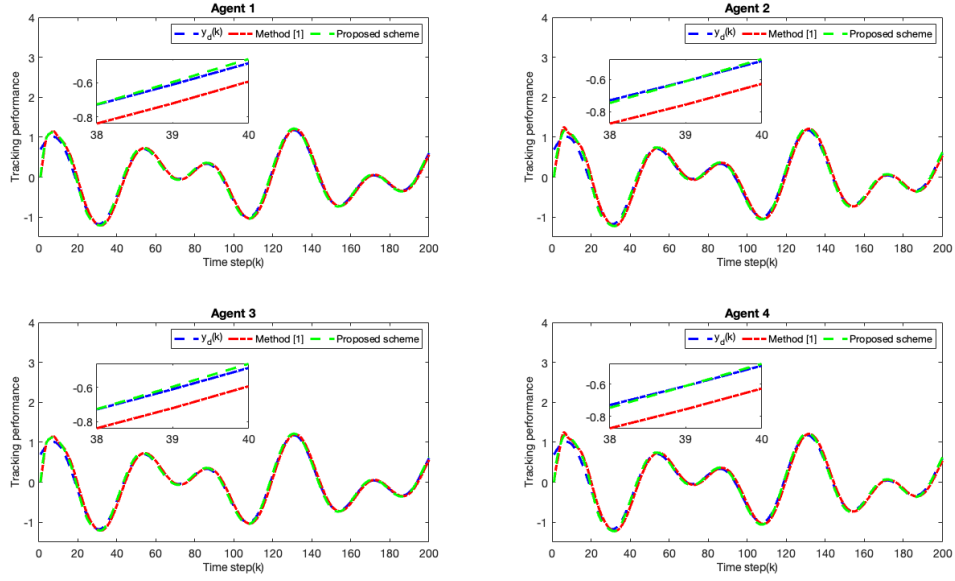 Agent 1
y_d(k) Method [1] Proposed scheme
4
3
2
1
0
-1
Tracking performance
-0.6
-0.8
38 39 40
0 20 40 60 80 100 120 140 160 180 200
Time step(k)
Agent 2
y_d(k) Method [1] Proposed scheme
4
3
2
1
0
-1
Tracking performance
-0.6
-0.8
38 39 40
0 20 40 60 80 100 120 140 160 180 200
Time step(k)
Agent 3
y_d(k) Method [1] Proposed scheme
4
3
2
1
0
-1
Tracking performance
-0.6
-0.8
38 39 40
0 20 40 60 80 100 120 140 160 180 200
Time step(k)
Agent 4
y_d(k) Method [1] Proposed scheme
4
3
2
1
0
-1
Tracking performance
-0.6
-0.8
38 39 40
0 20 40 60 80 100 120 140 160 180 200
Time step(k)